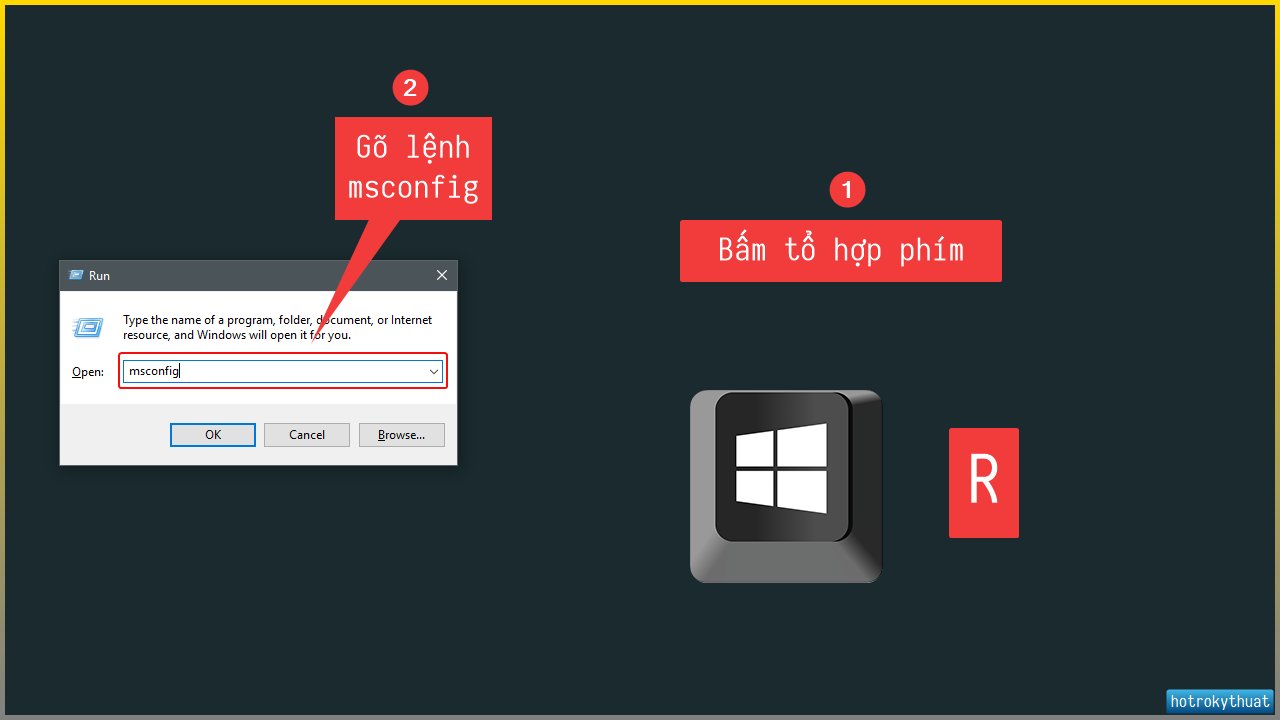 2
Gõ lệnh
msconfig
1
Bấm tổ hợp phím
Run
Type the name of a program, folder, document, or Internet
resource, and Windows will open it for you.
Open:
msconfig
OK
Cancel
Browse...
R
hotrokythuat